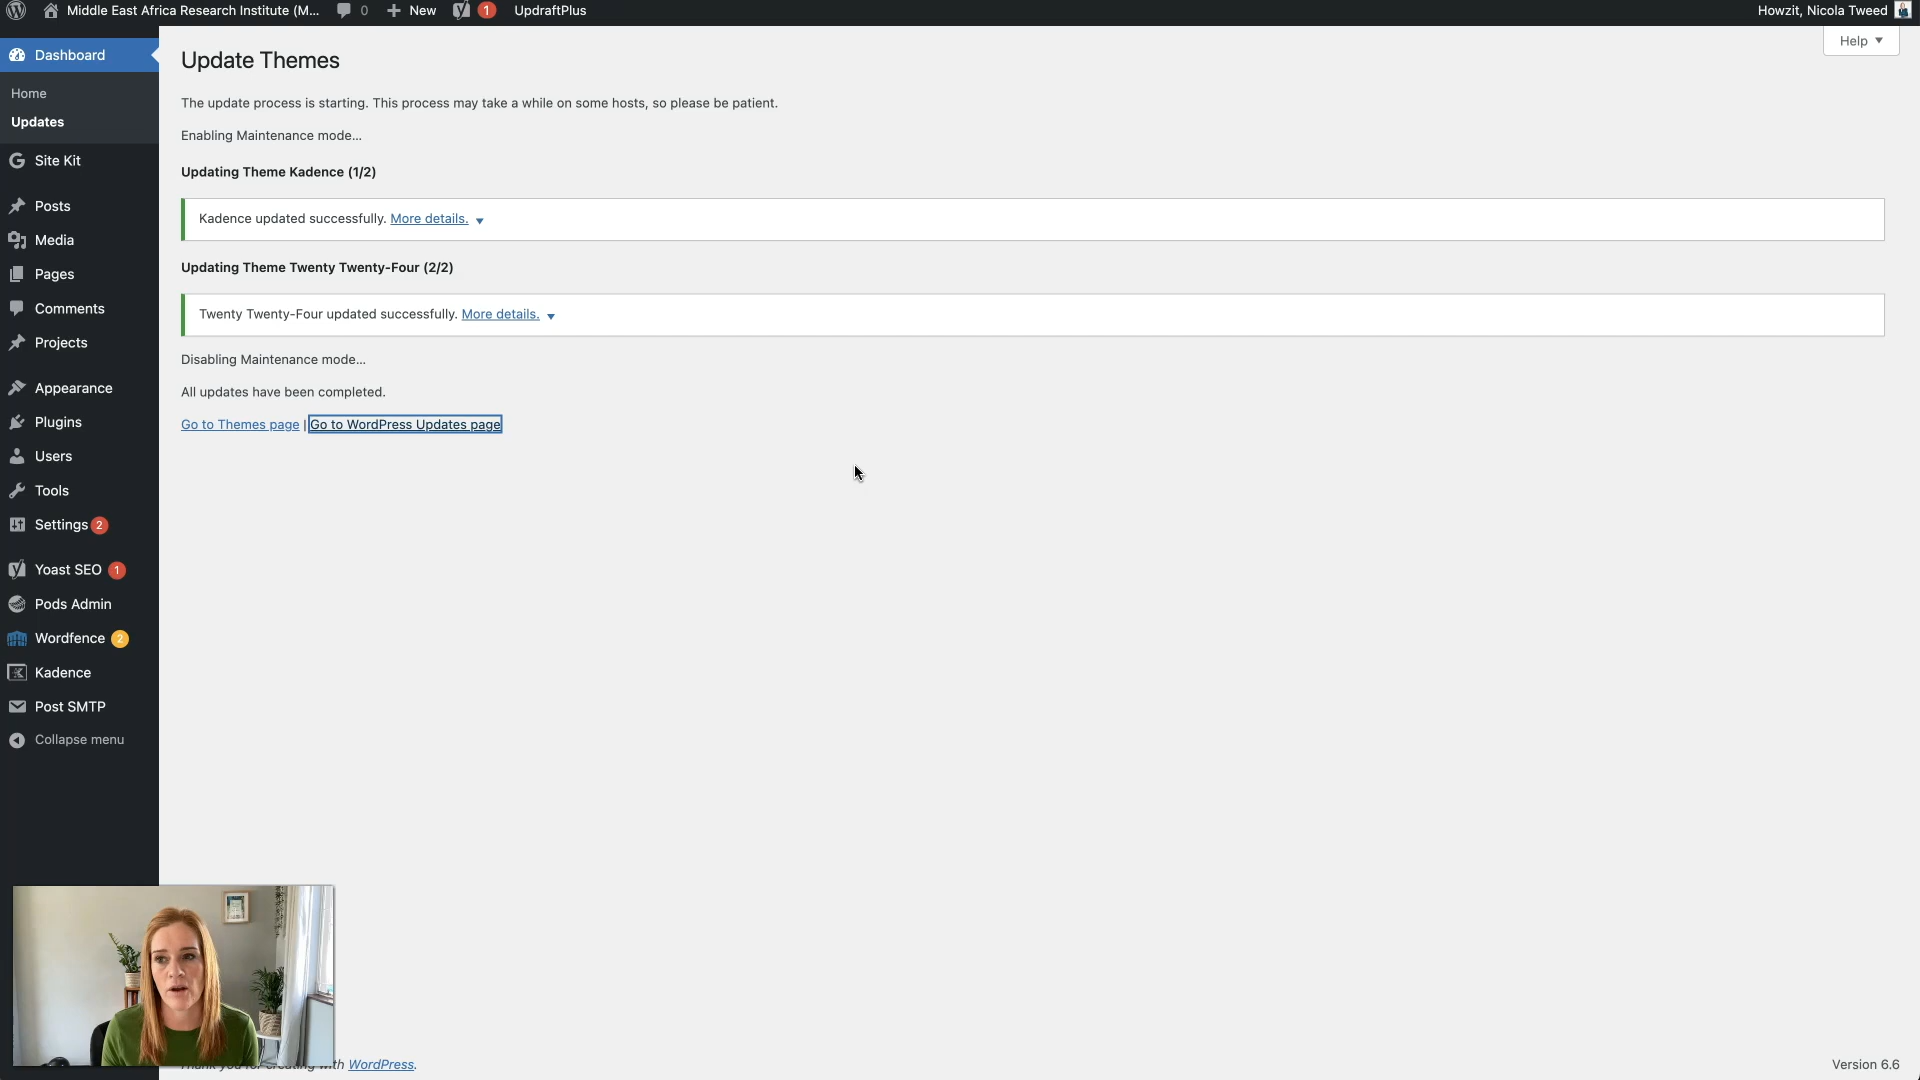 Middle East Africa Research Institute (M...
0
New
1
UpdraftPlus
Howzit, Nicola Tweed
Help
Dashboard
Home
Updates
Site Kit
Posts
Media
Pages
Comments
Projects
Appearance
Plugins
Users
Tools
Settings 2
Yoast SEO 1
Pods Admin
Wordfence 2
Kadence
Post SMTP
Collapse menu
Update Themes
The update process is starting. This process may take a while on some hosts, so please be patient.
Enabling Maintenance mode...
Updating Theme Kadence (1/2)
Kadence updated successfully. More details.
Updating Theme Twenty Twenty-Four (2/2)
Twenty Twenty-Four updated successfully. More details.
Disabling Maintenance mode...
All updates have been completed.
Go to Themes page | Go to WordPress Updates page
Thank you for creating with WordPress.
Version 6.6